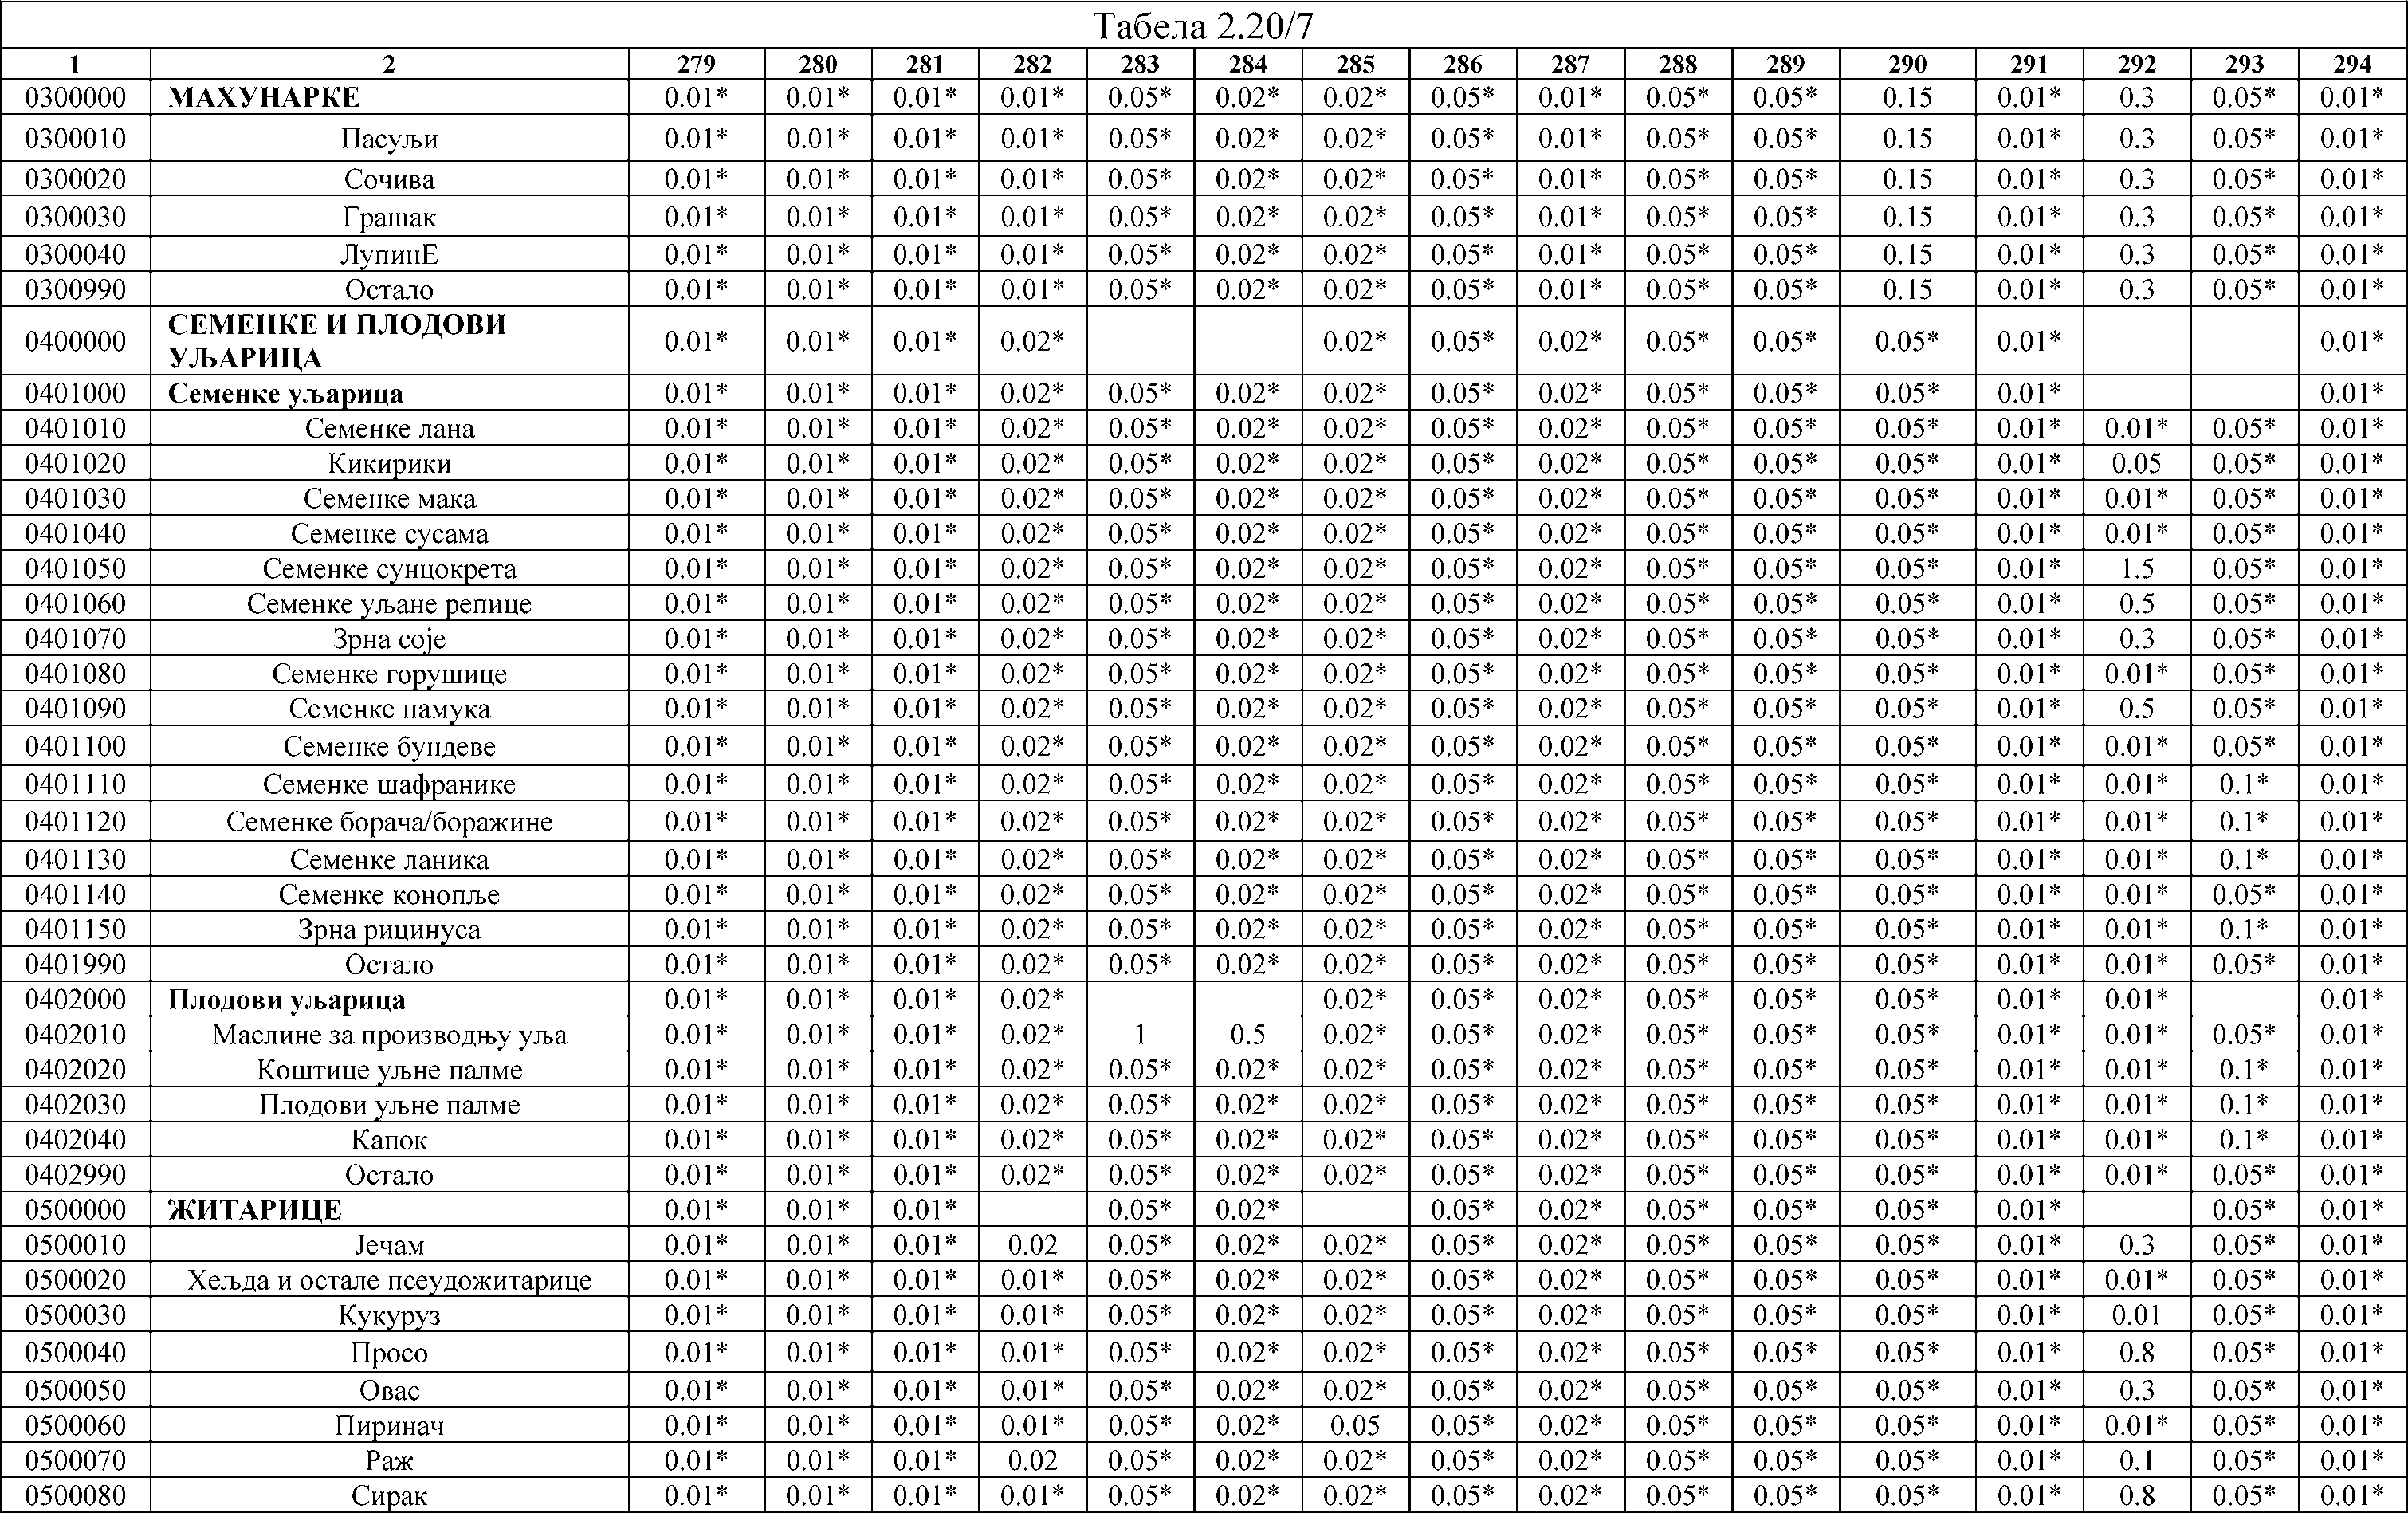 Табела 2.20/7
1 2 279 280 281 282 283 284 285 286 287 288 289 290 291 292 293 294
0300000 МАХУНАРКЕ 0.01* 0.01* 0.01* 0.01* 0.05* 0.02* 0.02* 0.05* 0.01* 0.05* 0.05* 0.15 0.01* 0.3 0.05* 0.01*
0300010 Пасуљи 0.01* 0.01* 0.01* 0.01* 0.05* 0.02* 0.02* 0.05* 0.01* 0.05* 0.05* 0.15 0.01* 0.3 0.05* 0.01*
0300020 Сочива 0.01* 0.01* 0.01* 0.01* 0.05* 0.02* 0.02* 0.05* 0.01* 0.05* 0.05* 0.15 0.01* 0.3 0.05* 0.01*
0300030 Грашак 0.01* 0.01* 0.01* 0.01* 0.05* 0.02* 0.02* 0.05* 0.01* 0.05* 0.05* 0.15 0.01* 0.3 0.05* 0.01*
0300040 ЛупинЕ 0.01* 0.01* 0.01* 0.01* 0.05* 0.02* 0.02* 0.05* 0.01* 0.05* 0.05* 0.15 0.01* 0.3 0.05* 0.01*
0300990 Остало 0.01* 0.01* 0.01* 0.01* 0.05* 0.02* 0.02* 0.05* 0.01* 0.05* 0.05* 0.15 0.01* 0.3 0.05* 0.01*
0400000 СЕМЕНКЕ И ПЛОДОВИ
УЉАРИЦА 0.01* 0.01* 0.01* 0.02* 0.02* 0.05* 0.02* 0.05* 0.05* 0.05* 0.01* 0.01*
0401000 Семенке уљарица 0.01* 0.01* 0.01* 0.02* 0.05* 0.02* 0.02* 0.05* 0.02* 0.05* 0.05* 0.05* 0.01* 0.01*
0401010 Семенке лана 0.01* 0.01* 0.01* 0.02* 0.05* 0.02* 0.02* 0.05* 0.02* 0.05* 0.05* 0.05* 0.01* 0.01* 0.05* 0.01*
0401020 Кикирики 0.01* 0.01* 0.01* 0.02* 0.05* 0.02* 0.02* 0.05* 0.02* 0.05* 0.05* 0.05* 0.01* 0.05 0.05* 0.01*
0401030 Семенке мака 0.01* 0.01* 0.01* 0.02* 0.05* 0.02* 0.02* 0.05* 0.02* 0.05* 0.05* 0.05* 0.01* 0.01* 0.05* 0.01*
0401040 Семенке сусама 0.01* 0.01* 0.01* 0.02* 0.05* 0.02* 0.02* 0.05* 0.02* 0.05* 0.05* 0.05* 0.01* 0.01* 0.05* 0.01*
0401050 Семенке сунцокрета 0.01* 0.01* 0.01* 0.02* 0.05* 0.02* 0.02* 0.05* 0.02* 0.05* 0.05* 0.05* 0.01* 1.5 0.05* 0.01*
0401060 Семенке уљане репице 0.01* 0.01* 0.01* 0.02* 0.05* 0.02* 0.02* 0.05* 0.02* 0.05* 0.05* 0.05* 0.01* 0.5 0.05* 0.01*
0401070 Зрна соје 0.01* 0.01* 0.01* 0.02* 0.05* 0.02* 0.02* 0.05* 0.02* 0.05* 0.05* 0.05* 0.01* 0.3 0.05* 0.01*
0401080 Семенке горушице 0.01* 0.01* 0.01* 0.02* 0.05* 0.02* 0.02* 0.05* 0.02* 0.05* 0.05* 0.05* 0.01* 0.01* 0.05* 0.01*
0401090 Семенке памука 0.01* 0.01* 0.01* 0.02* 0.05* 0.02* 0.02* 0.05* 0.02* 0.05* 0.05* 0.05* 0.01* 0.5 0.05* 0.01*
0401100 Семенке бундеве 0.01* 0.01* 0.01* 0.02* 0.05* 0.02* 0.02* 0.05* 0.02* 0.05* 0.05* 0.05* 0.01* 0.01* 0.05* 0.01*
0401110 Семенке шафранике 0.01* 0.01* 0.01* 0.02* 0.05* 0.02* 0.02* 0.05* 0.02* 0.05* 0.05* 0.05* 0.01* 0.01* 0.1* 0.01*
0401120 Семенке борача/боражине 0.01* 0.01* 0.01* 0.02* 0.05* 0.02* 0.02* 0.05* 0.02* 0.05* 0.05* 0.05* 0.01* 0.01* 0.1* 0.01*
0401130 Семенке ланика 0.01* 0.01* 0.01* 0.02* 0.05* 0.02* 0.02* 0.05* 0.02* 0.05* 0.05* 0.05* 0.01* 0.01* 0.1* 0.01*
0401140 Семенке конопље 0.01* 0.01* 0.01* 0.02* 0.05* 0.02* 0.02* 0.05* 0.02* 0.05* 0.05* 0.05* 0.01* 0.01* 0.05* 0.01*
0401150 Зрна рицинуса 0.01* 0.01* 0.01* 0.02* 0.05* 0.02* 0.02* 0.05* 0.02* 0.05* 0.05* 0.05* 0.01* 0.01* 0.1* 0.01*
0401990 Остало 0.01* 0.01* 0.01* 0.02* 0.05* 0.02* 0.02* 0.05* 0.02* 0.05* 0.05* 0.05* 0.01* 0.01* 0.05* 0.01*
0402000 Плодови уљарица 0.01* 0.01* 0.01* 0.02* 0.02* 0.05* 0.02* 0.05* 0.05* 0.05* 0.01* 0.01* 0.01*
0402010 Маслине за производњу уља 0.01* 0.01* 0.01* 0.02* 1 0.5 0.02* 0.05* 0.02* 0.05* 0.05* 0.05* 0.01* 0.01* 0.05* 0.01*
0402020 Коштице уљне палме 0.01* 0.01* 0.01* 0.02* 0.05* 0.02* 0.02* 0.05* 0.02* 0.05* 0.05* 0.05* 0.01* 0.01* 0.1* 0.01*
0402030 Плодови уљне палме 0.01* 0.01* 0.01* 0.02* 0.05* 0.02* 0.02* 0.05* 0.02* 0.05* 0.05* 0.05* 0.01* 0.01* 0.1* 0.01*
0402040 Капок 0.01* 0.01* 0.01* 0.02* 0.05* 0.02* 0.02* 0.05* 0.02* 0.05* 0.05* 0.05* 0.01* 0.01* 0.1* 0.01*
0402990 Остало 0.01* 0.01* 0.01* 0.02* 0.05* 0.02* 0.02* 0.05* 0.02* 0.05* 0.05* 0.05* 0.01* 0.01* 0.05* 0.01*
0500000 ЖИТАРИЦЕ 0.01* 0.01* 0.01* 0.05* 0.02* 0.05* 0.02* 0.05* 0.05* 0.05* 0.01* 0.05* 0.01*
0500010 Јечам 0.01* 0.01* 0.01* 0.02 0.05* 0.02* 0.02* 0.05* 0.02* 0.05* 0.05* 0.05* 0.01* 0.3 0.05* 0.01*
0500020 Хељда и остале псеудожитарице 0.01* 0.01* 0.01* 0.01* 0.05* 0.02* 0.02* 0.05* 0.02* 0.05* 0.05* 0.05* 0.01* 0.01* 0.05* 0.01*
0500030 Кукуруз 0.01* 0.01* 0.01* 0.01* 0.05* 0.02* 0.02* 0.05* 0.02* 0.05* 0.05* 0.05* 0.01* 0.01 0.05* 0.01*
0500040 Просо 0.01* 0.01* 0.01* 0.01* 0.05* 0.02* 0.02* 0.05* 0.02* 0.05* 0.05* 0.05* 0.01* 0.8 0.05* 0.01*
0500050 Овас 0.01* 0.01* 0.01* 0.01* 0.05* 0.02* 0.02* 0.05* 0.02* 0.05* 0.05* 0.05* 0.01* 0.3 0.05* 0.01*
0500060 Пиринач 0.01* 0.01* 0.01* 0.01* 0.05* 0.02* 0.05 0.05* 0.02* 0.05* 0.05* 0.05* 0.01* 0.01* 0.05* 0.01*
0500070 Раж 0.01* 0.01* 0.01* 0.02 0.05* 0.02* 0.02* 0.05* 0.02* 0.05* 0.05* 0.05* 0.01* 0.1 0.05* 0.01*
0500080 Сирак 0.01* 0.01* 0.01* 0.01* 0.05* 0.02* 0.02* 0.05* 0.02* 0.05* 0.05* 0.05* 0.01* 0.8 0.05* 0.01*